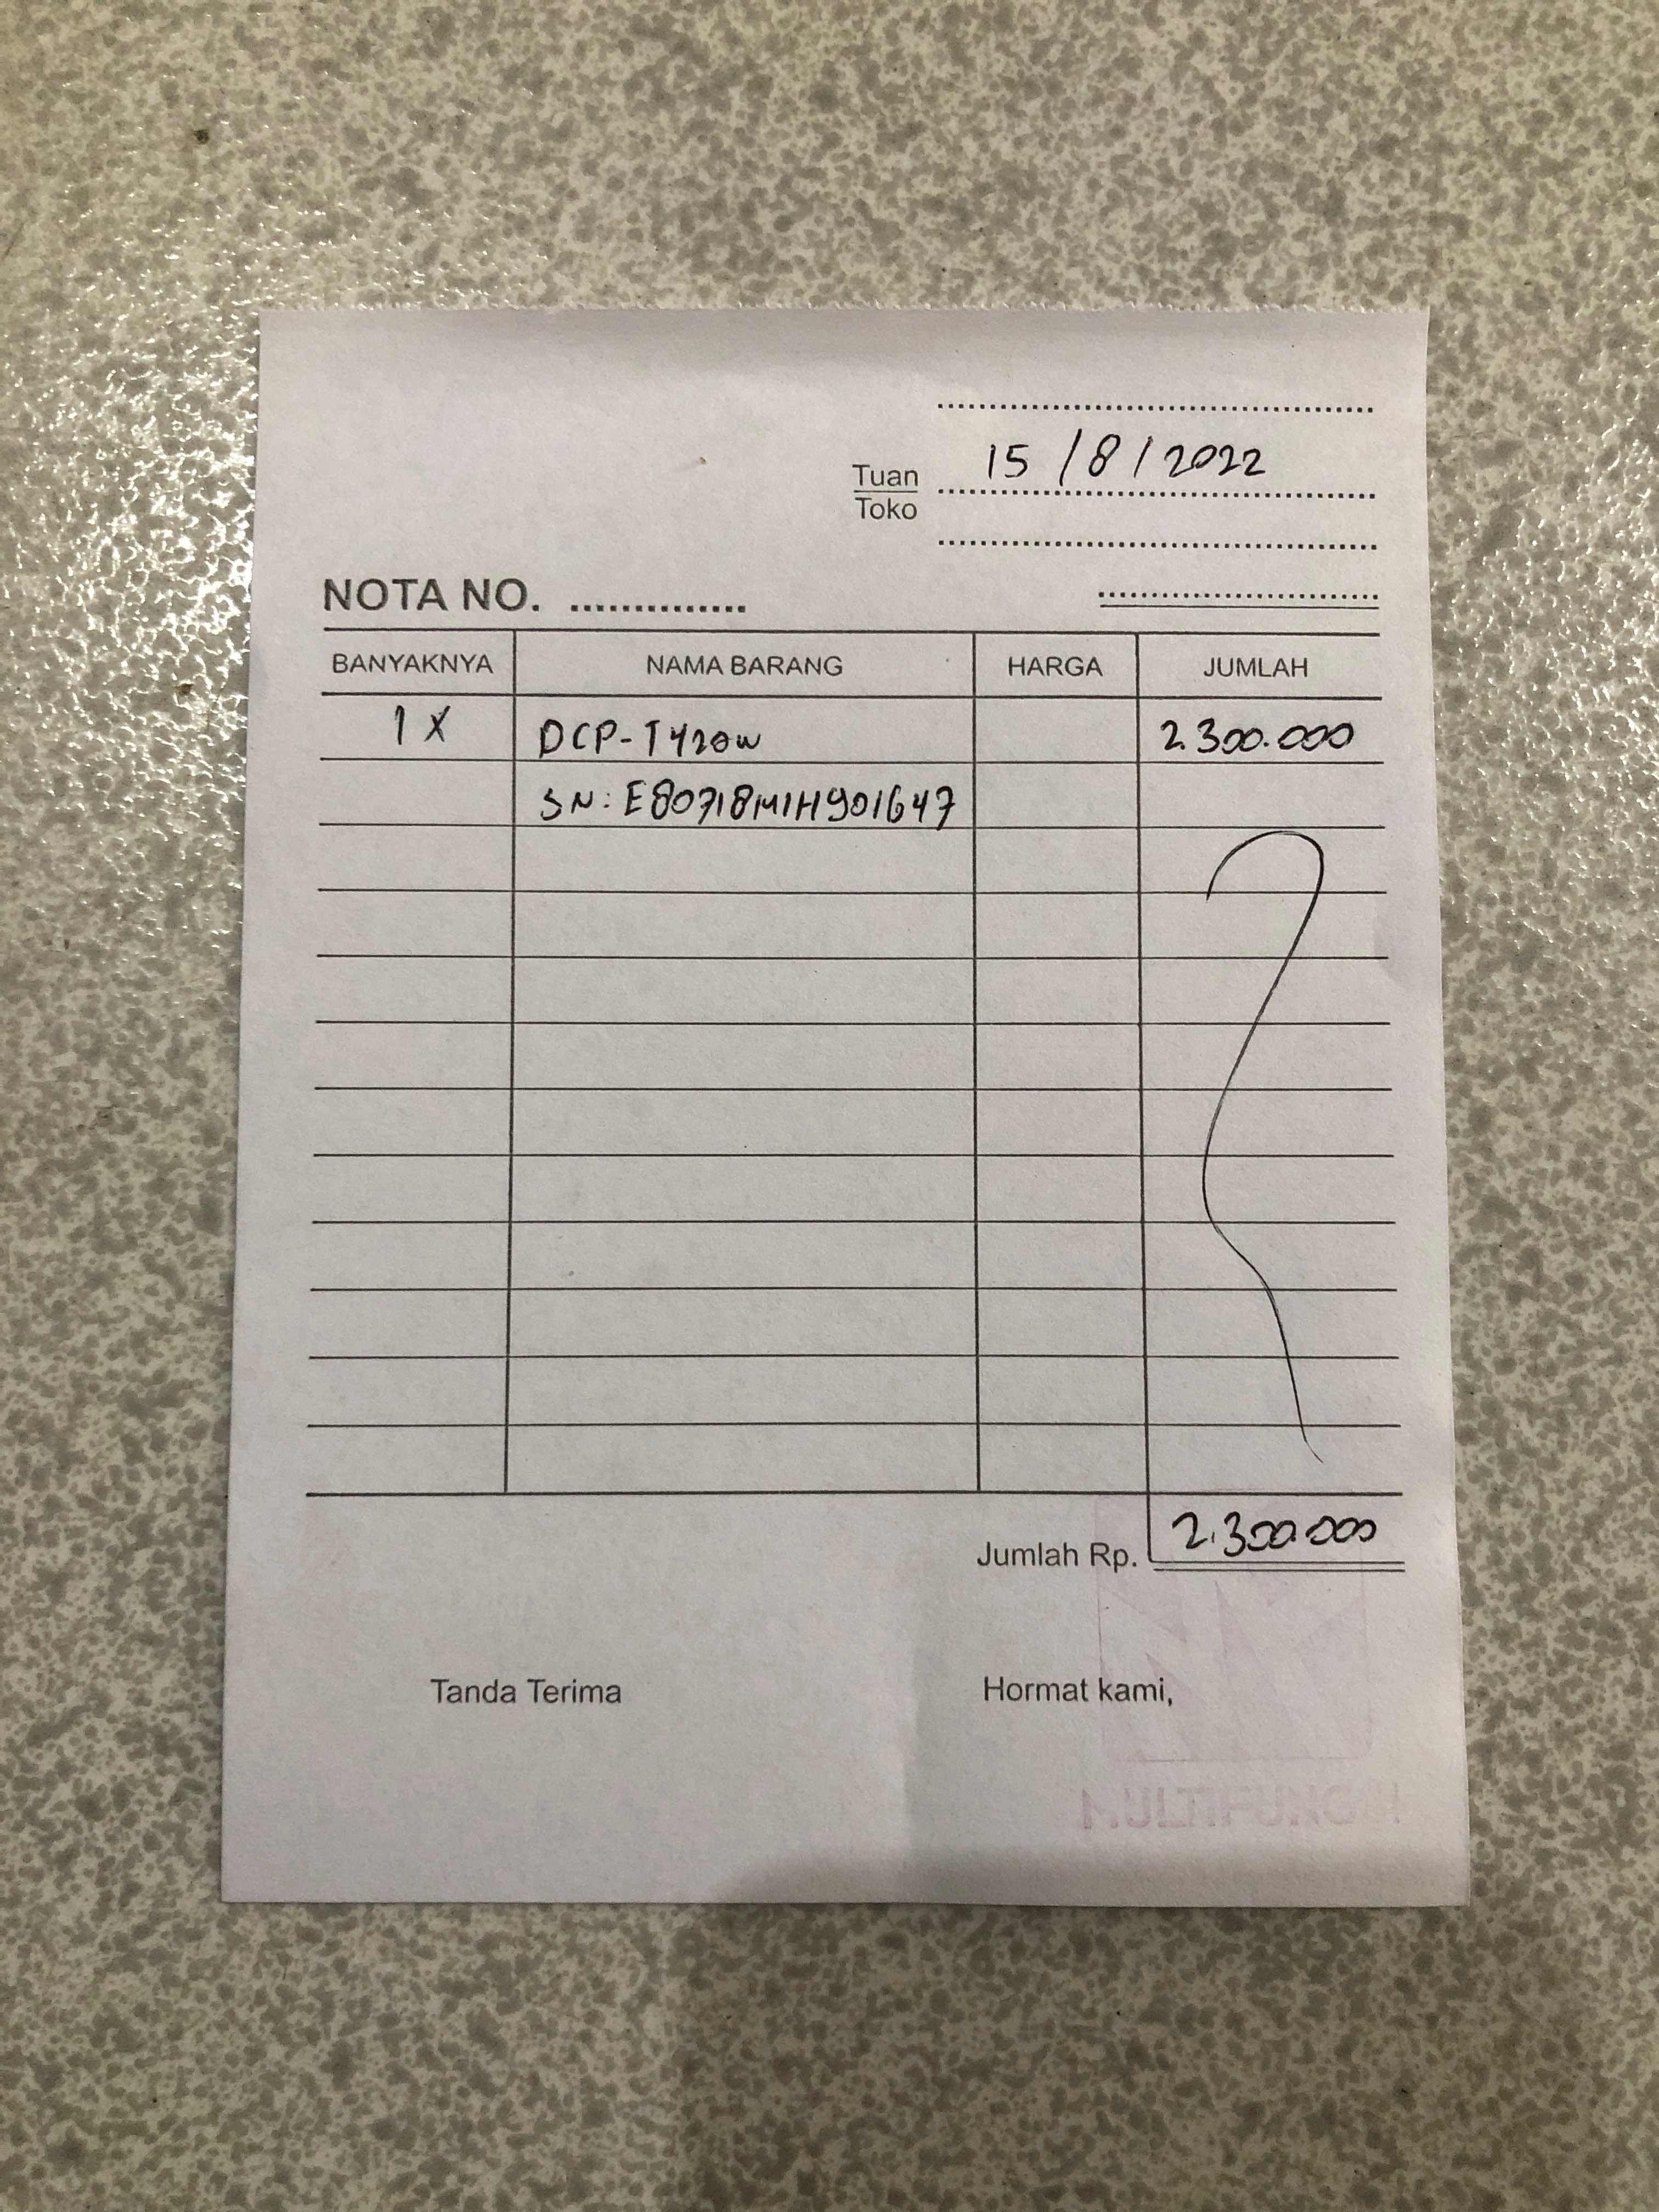 15/8/2022
Tuan
Toko
NOTA NO. ..............
BANYAKNYA NAMA BARANG HARGA JUMLAH
1 X DCP-T420W 2.300.000
SN: E80718M1H901647
Jumlah Rp. 2.300.000
Tanda Terima Hormat kami,